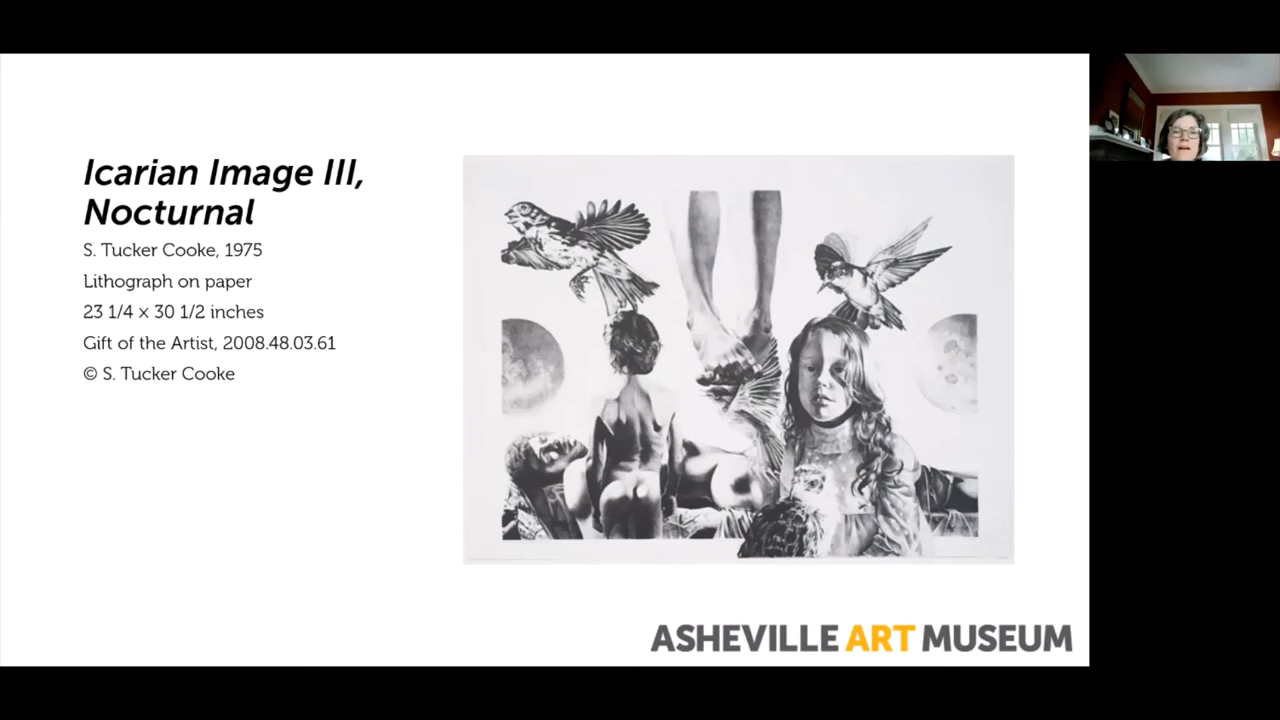 Icarian Image III,
Nocturnal
S. Tucker Cooke, 1975
Lithograph on paper
23 1/4 × 30 1/2 inches
Gift of the Artist, 2008.48.03.61
© S. Tucker Cooke
ASHEVILLE ART MUSEUM